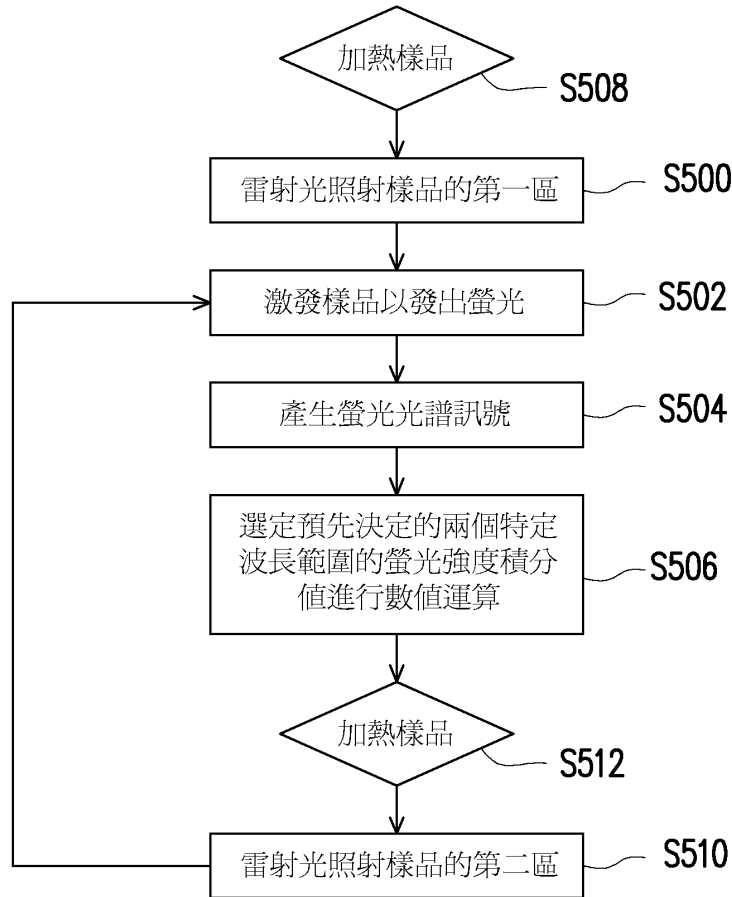 加熱樣品
S508
雷射光照射樣品的第一區
S500
激發樣品以發出螢光
S502
產生螢光光譜訊號
S504
選定預先決定的兩個特定
波長範圍的螢光強度積分
值進行數值運算
S506
加熱樣品
S512
雷射光照射樣品的第二區
S510